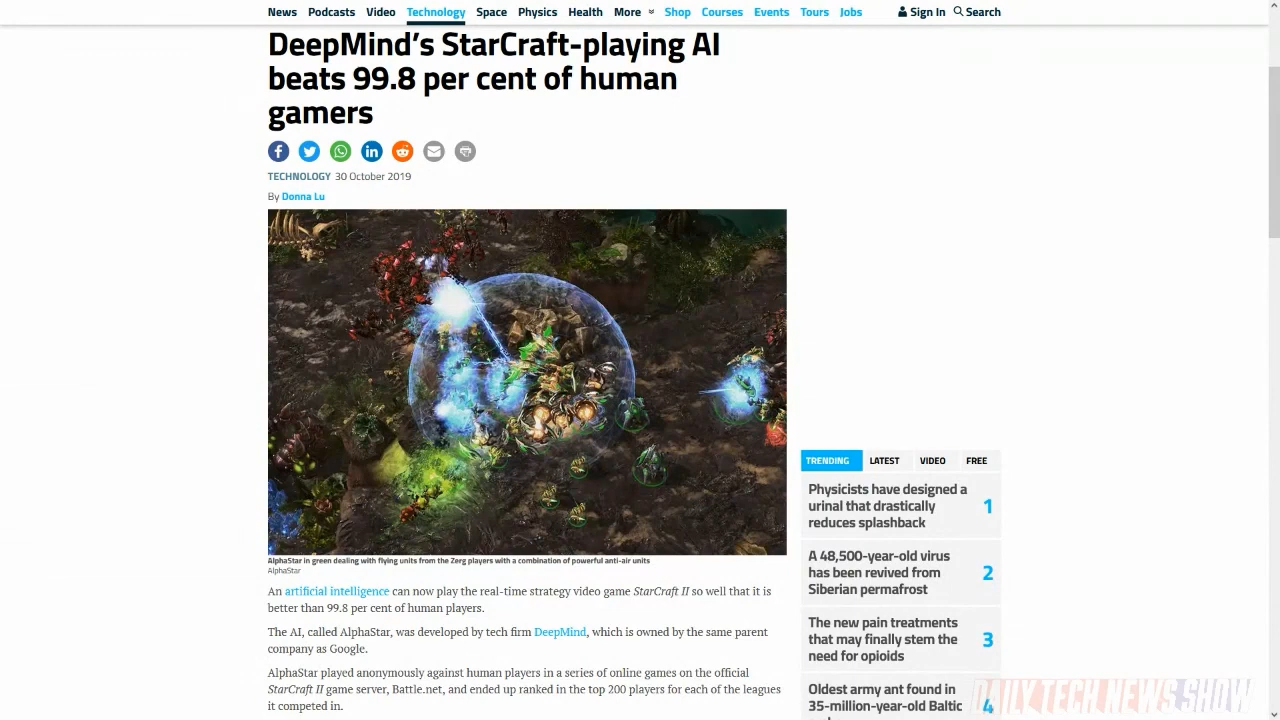 News Podcasts Video Technology Space Physics Health More Shop Courses Events Tours Jobs Sign In Search
DeepMind's StarCraft-playing AI
beats 99.8 per cent of human
gamers
TECHNOLOGY 30 October 2019
By Donna Lu
AlphaStar in green dealing with flying units from the Zerg players with a combination of powerful anti-air units
AlphaStar
An artificial intelligence can now play the real-time strategy video game StarCraft II so well that it is
better than 99.8 per cent of human players.
The AI, called AlphaStar, was developed by tech firm DeepMind, which is owned by the same parent
company as Google.
AlphaStar played anonymously against human players in a series of online games on the official
StarCraft II game server, Battle.net, and ended up ranked in the top 200 players for each of the leagues
it competed in.
TRENDING LATEST VIDEO FREE
Physicists have designed a
urinal that drastically
reduces splashback
1
A 48,500-year-old virus
has been revived from
Siberian permafrost
2
The new pain treatments
that may finally stem the
need for opioids
3
Oldest army ant found in
35-million-year-old Baltic
4
DAILY TECH NEWS SHOW